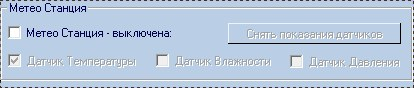 Метео Станция
Метео Станция - выключена: Снять показания датчиков
Датчик Температуры Датчик Влажности Датчик Давления